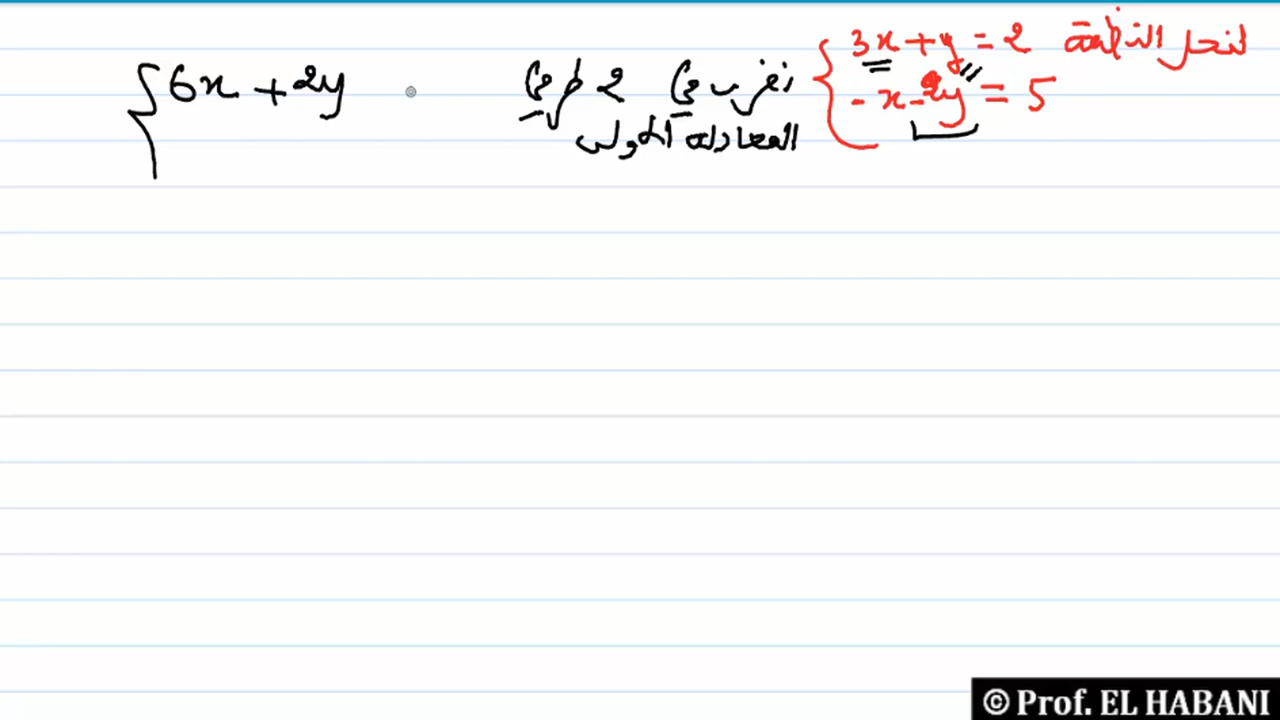 لنحل النظمة { 3x + y = 2
- x - 2y = 5
نضرب في 2 طرفي { 6x + 2y
المعادلة الأولى
© Prof. EL HABANI